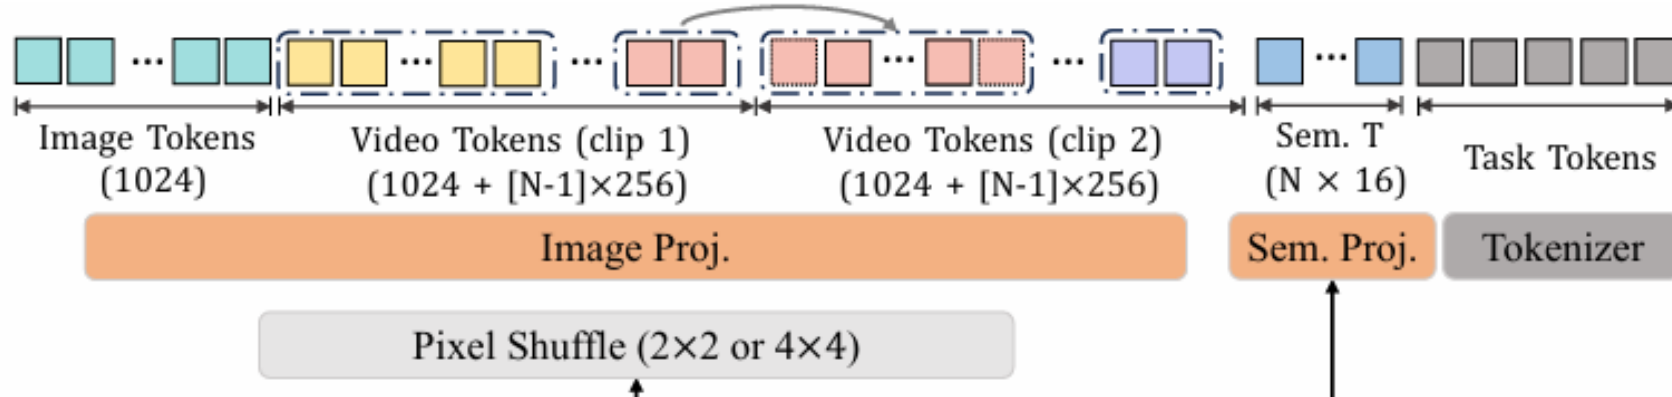 Image Tokens
(1024)
Video Tokens (clip 1)
(1024 + [N-1]×256)
Video Tokens (clip 2)
(1024 + [N-1]×256)
Sem. T
(N × 16)
Task Tokens
Image Proj.
Sem. Proj.
Tokenizer
Pixel Shuffle (2×2 or 4×4)